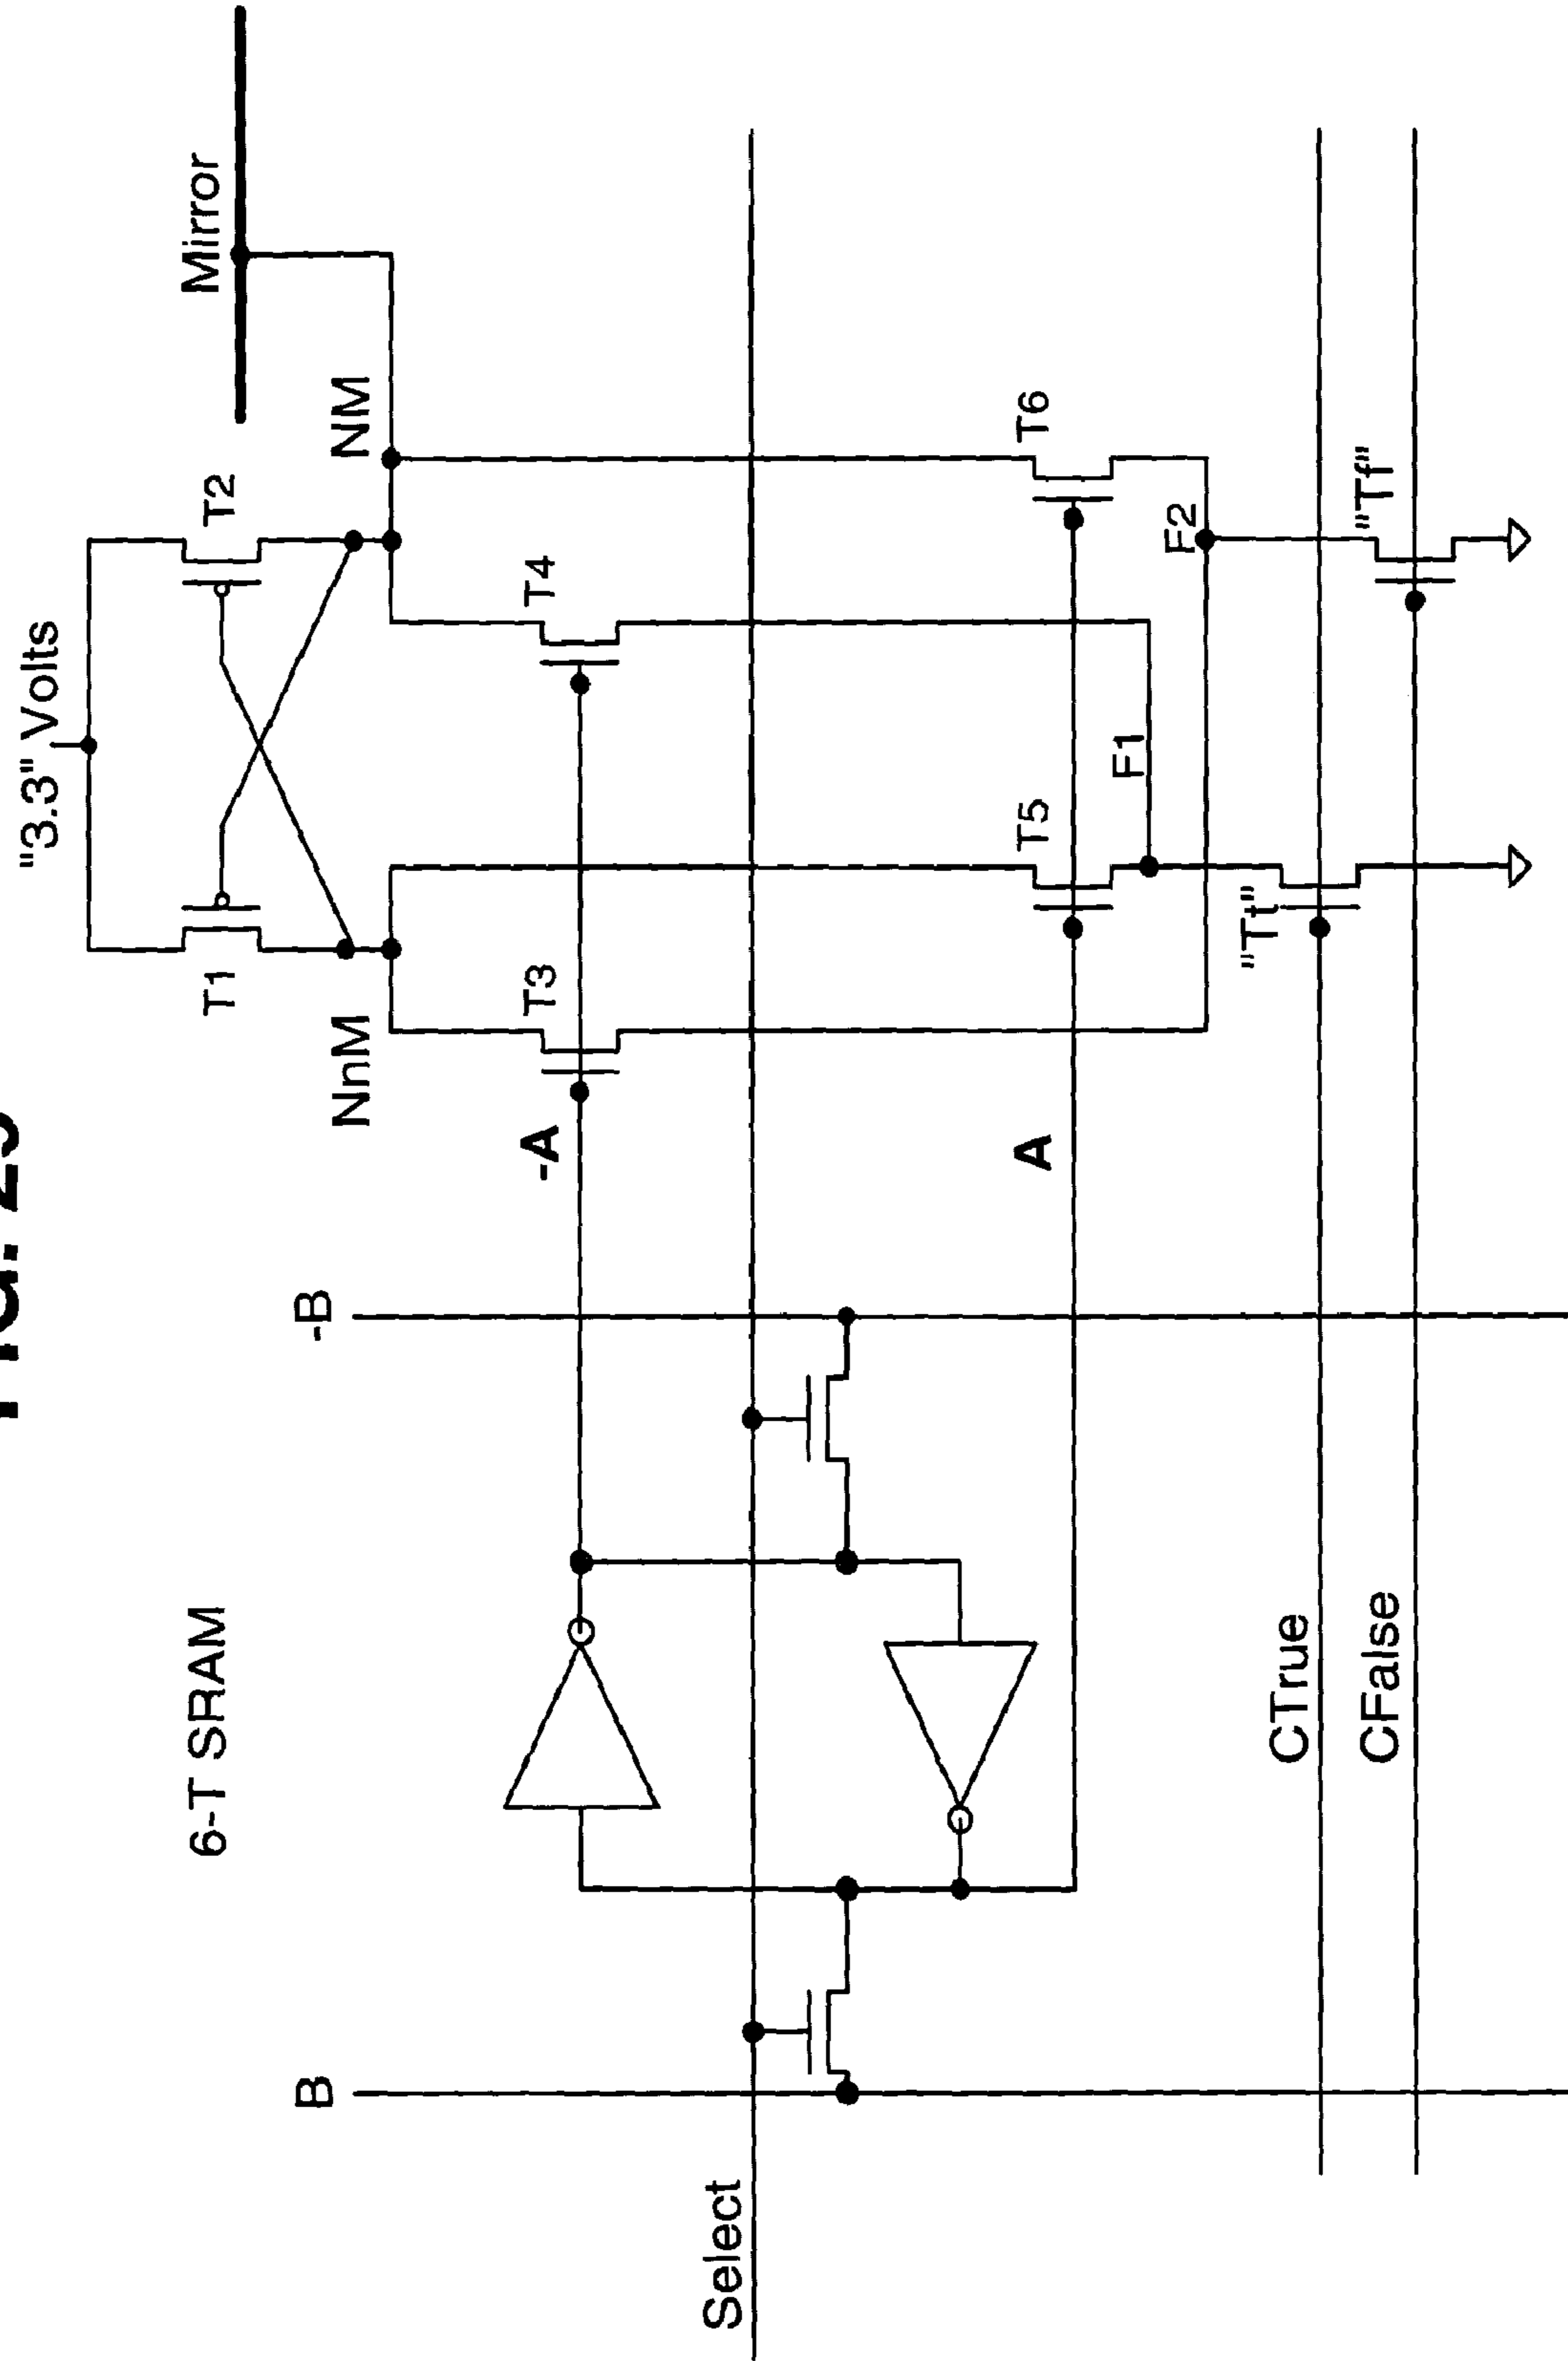 FIG.
"3.3" Volts
6-T SRAM
T1
T2
Mirror
B
-B
NnM
NM
-A
T3
T4
Select
A
T5
T6
F1
F2
"Tt"
CTrue
"Tf"
CFalse